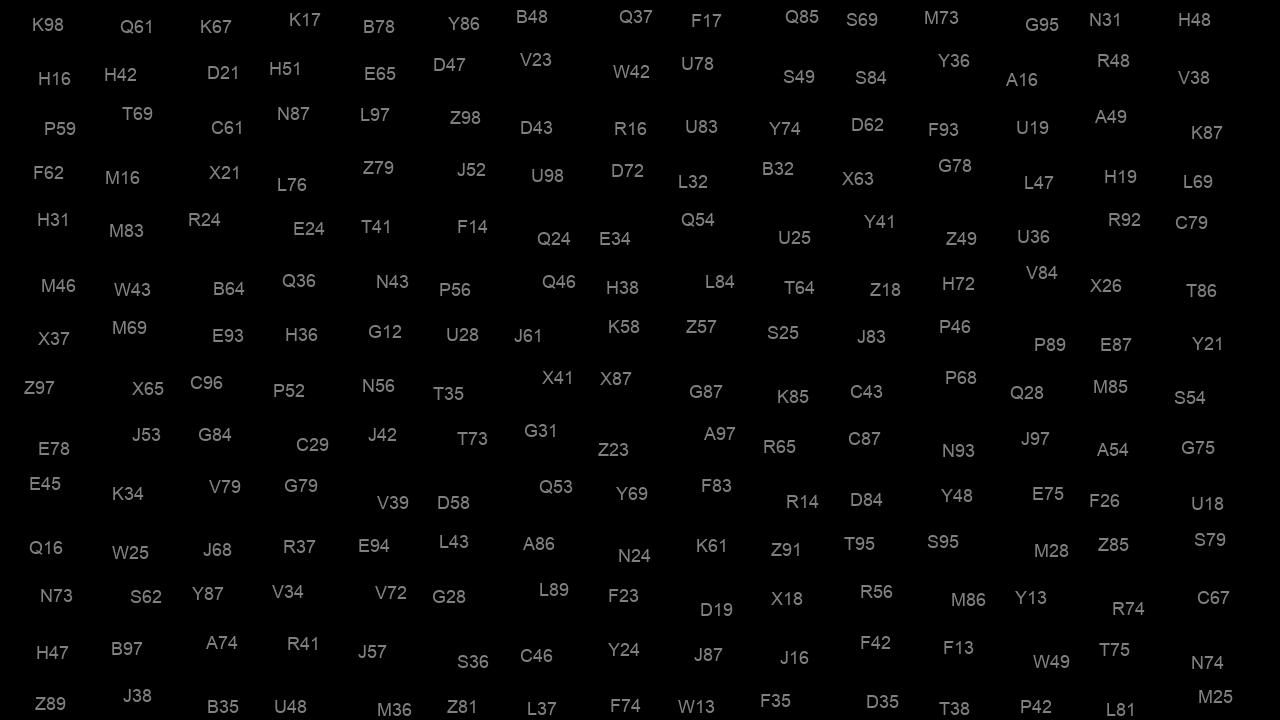 K98 Q61 K67 K17 B78 Y86 B48 Q37 F17 Q85 S69 M73 G95 N31 H48
H16 H42 D21 H51 E65 D47 V23 W42 U78 S49 S84 Y36 A16 R48 V38
P59 T69 C61 N87 L97 Z98 D43 R16 U83 Y74 D62 F93 U19 A49 K87
F62 M16 X21 L76 Z79 J52 U98 D72 L32 B32 X63 G78 L47 H19 L69
H31 M83 R24 E24 T41 F14 Q24 E34 Q54 U25 Y41 Z49 U36 R92 C79
M46 W43 B64 Q36 N43 P56 Q46 H38 L84 T64 Z18 H72 V84 X26 T86
X37 M69 E93 H36 G12 U28 J61 K58 Z57 S25 J83 P46 P89 E87 Y21
Z97 X65 C96 P52 N56 T35 X41 X87 G87 K85 C43 P68 Q28 M85 S54
E78 J53 G84 C29 J42 T73 G31 Z23 A97 R65 C87 N93 J97 A54 G75
E45 K34 V79 G79 V39 D58 Q53 Y69 F83 R14 D84 Y48 E75 F26 U18
Q16 W25 J68 R37 E94 L43 A86 N24 K61 Z91 T95 S95 M28 Z85 S79
N73 S62 Y87 V34 V72 G28 L89 F23 D19 X18 R56 M86 Y13 R74 C67
H47 B97 A74 R41 J57 S36 C46 Y24 J87 J16 F42 F13 W49 T75 N74
Z89 J38 B35 U48 M36 Z81 L37 F74 W13 F35 D35 T38 P42 L81 M25